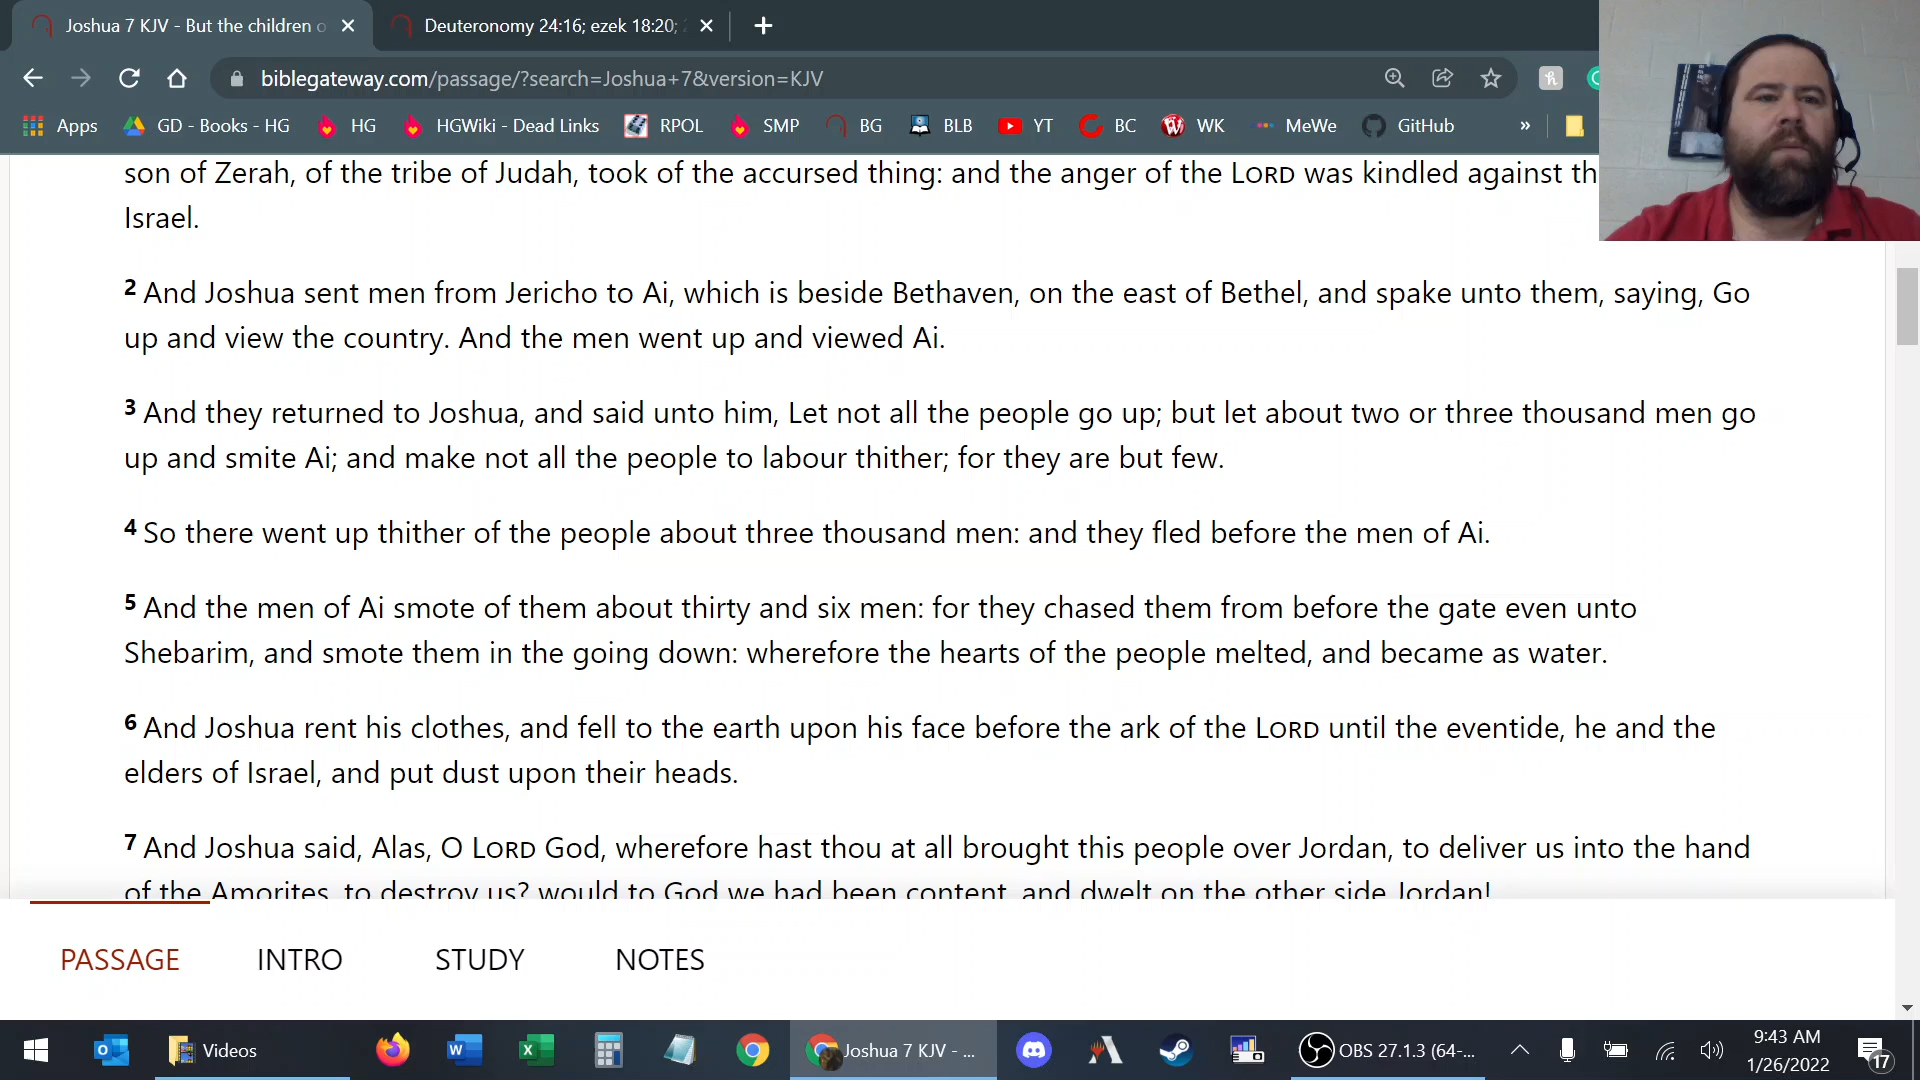 Joshua 7 KJV - But the children o
Deuteronomy 24:16; ezek 18:20;
biblegateway.com/passage/?search=Joshua+7&version=KJV
Apps GD - Books - HG HG HGWiki - Dead Links RPOL SMP BG BLB YT BC WK MeWe GitHub »
son of Zerah, of the tribe of Judah, took of the accursed thing: and the anger of the LORD was kindled against th
Israel.
2 And Joshua sent men from Jericho to Ai, which is beside Bethaven, on the east of Bethel, and spake unto them, saying, Go
up and view the country. And the men went up and viewed Ai.
3 And they returned to Joshua, and said unto him, Let not all the people go up; but let about two or three thousand men go
up and smite Ai; and make not all the people to labour thither; for they are but few.
4 So there went up thither of the people about three thousand men: and they fled before the men of Ai.
5 And the men of Ai smote of them about thirty and six men: for they chased them from before the gate even unto
Shebarim, and smote them in the going down: wherefore the hearts of the people melted, and became as water.
6 And Joshua rent his clothes, and fell to the earth upon his face before the ark of the LORD until the eventide, he and the
elders of Israel, and put dust upon their heads.
7 And Joshua said, Alas, O LORD God, wherefore hast thou at all brought this people over Jordan, to deliver us into the hand
of the Amorites, to destroy us? would to God we had been content, and dwelt on the other side Jordan!
PASSAGE INTRO STUDY NOTES
Videos
Joshua 7 KJV - ...
OBS 27.1.3 (64-...
9:43 AM
1/26/2022
17